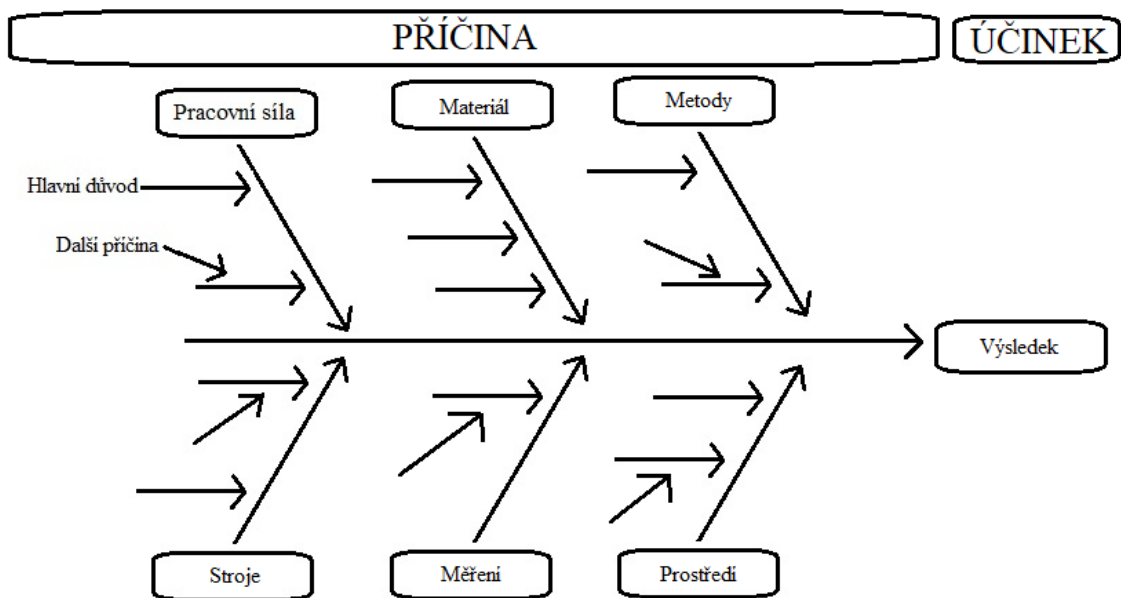 PŘÍČINA
ÚČINEK
Pracovní síla
Materiál
Metody
Hlavní důvod
Další příčina
Výsledek
Stroje
Měření
Prostředí